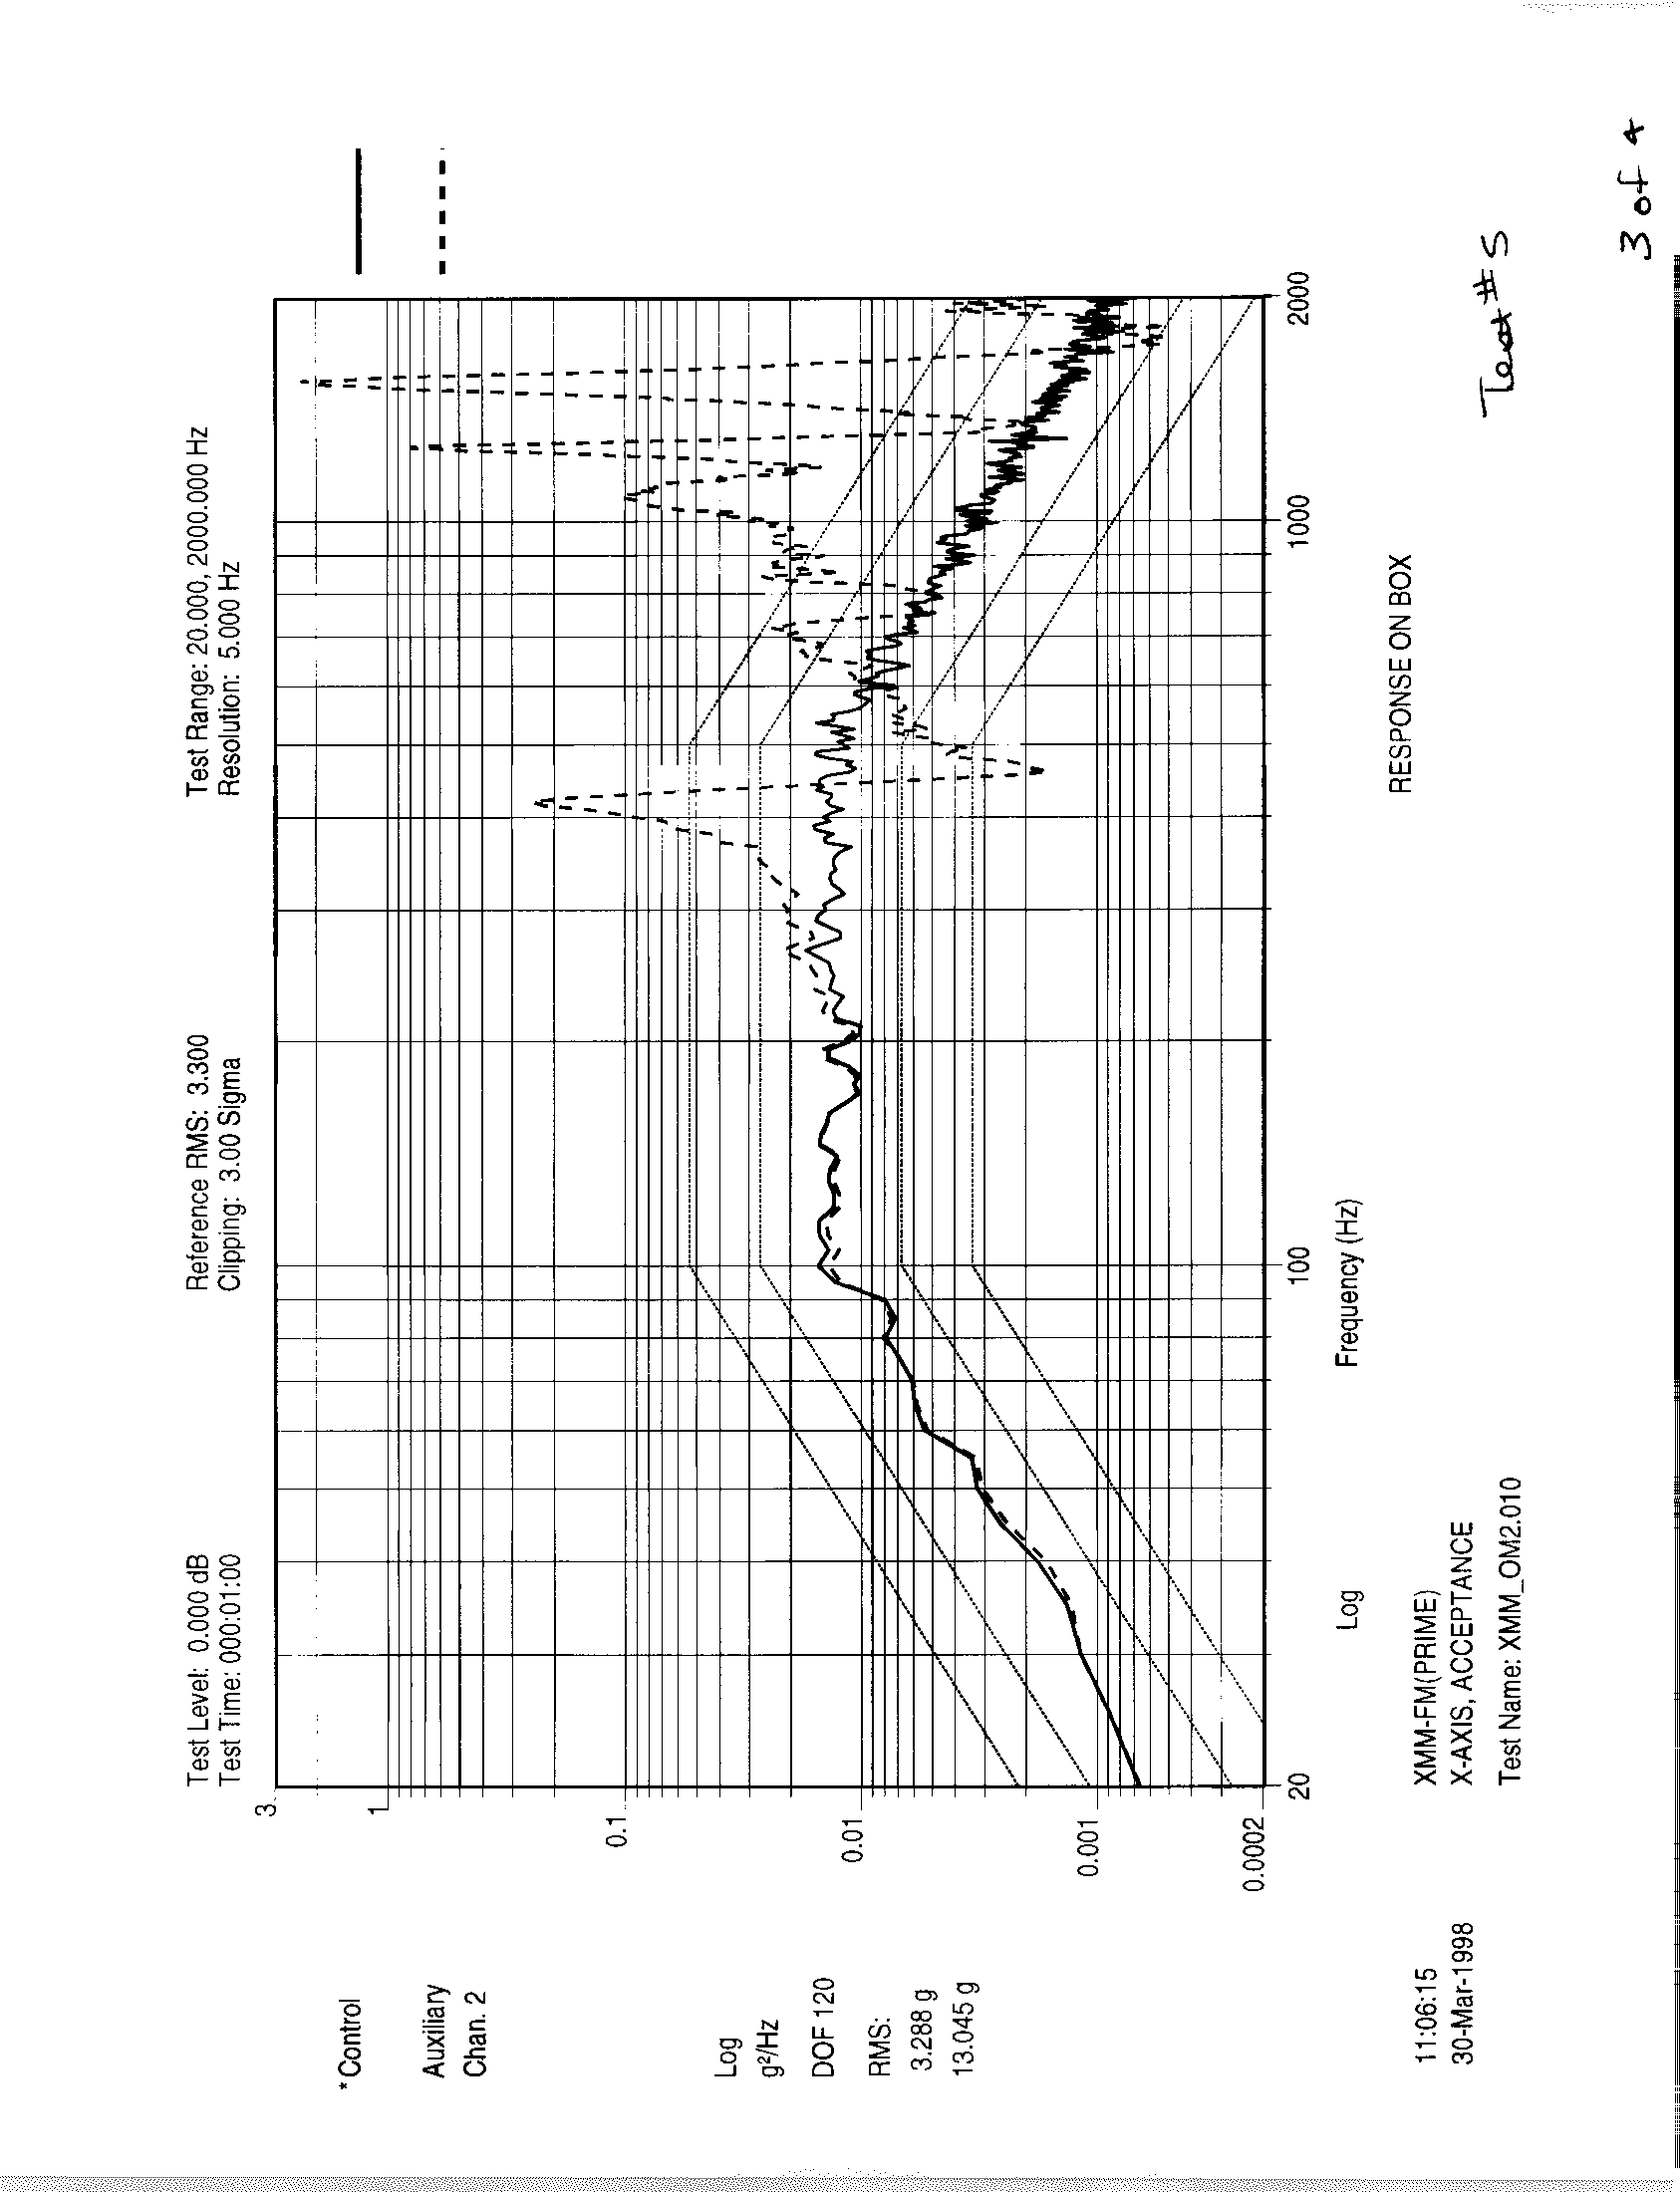 Test Level: 0.000 dB
Test Time: 000:01:00
Reference RMS: 3.300
Clipping: 3.00 Sigma
Test Range: 20.000, 2000.000 Hz
Resolution: 5.000 Hz
*Control
Auxiliary
Chan. 2
Log
g²/Hz
DOF 120
RMS:
3.288 g
13.045 g
3
1
0.1
0.01
0.001
0.0002
20
100
1000
2000
Log
Frequency (Hz)
11:06:15
30-Mar-1998
XMM-FM(PRIME)
X-AXIS, ACCEPTANCE
Test Name: XMM_OM2.010
RESPONSE ON BOX
Test #5
3 of 4